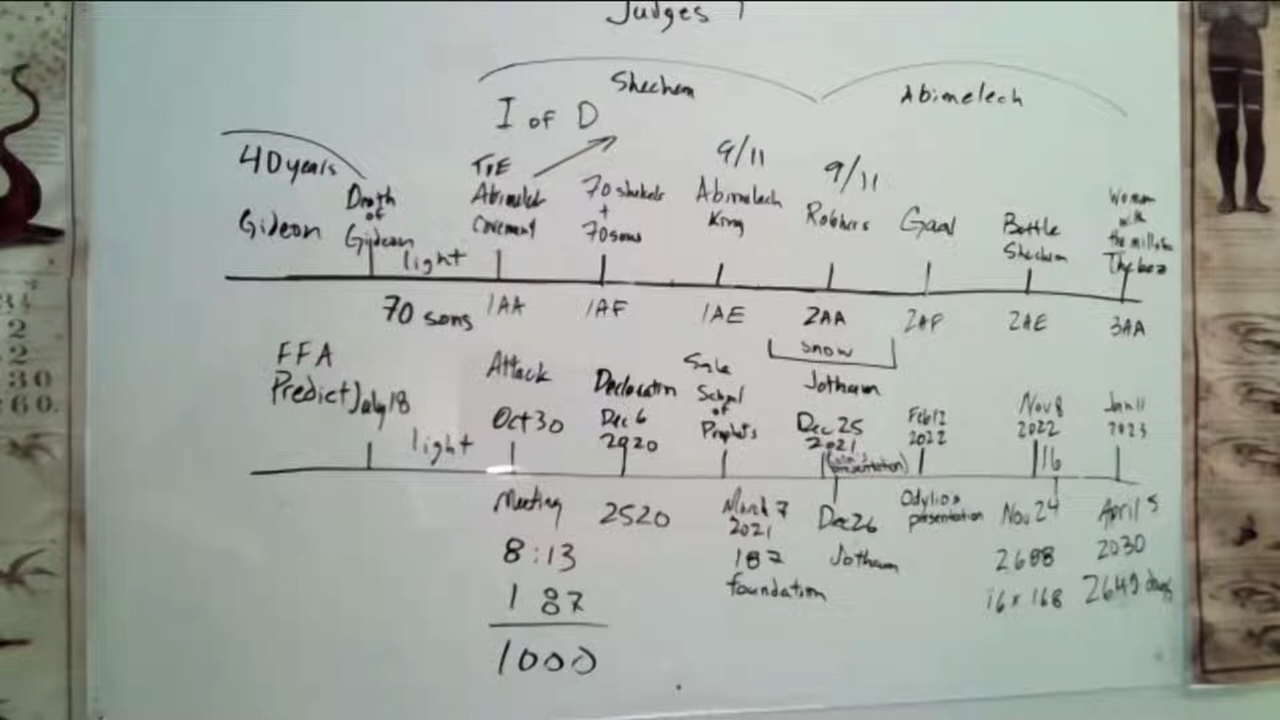 Judges
Shechem
Abimelech
I of D
40 years
9/11
9/11
Gideon
Death
of
Gideon
light
Abimelech
Covenant
70 shekels
+
70 sons
Abimelech
King
Robbers
Gaal
Battle
Shechem
Woman
with
the
70 sons
1AA
1AF
1AE
2AA
2AF
2AE
3AA
snow
Jotham
FFA
Predict July 18
light
Attack
Oct 30
Declaration
Dec 6
2020
School
of
Prophets
Dec 25
2021
Feb 12
2022
Nov 8
2022
16
Jan 11
2023
Meeting
8:13
187
1000
2520
March 7
2021
187
foundation
Dec 26
Jotham
Odylios
presentation
Nov 24
2688
16 x 168
April 5
2030
2649 days